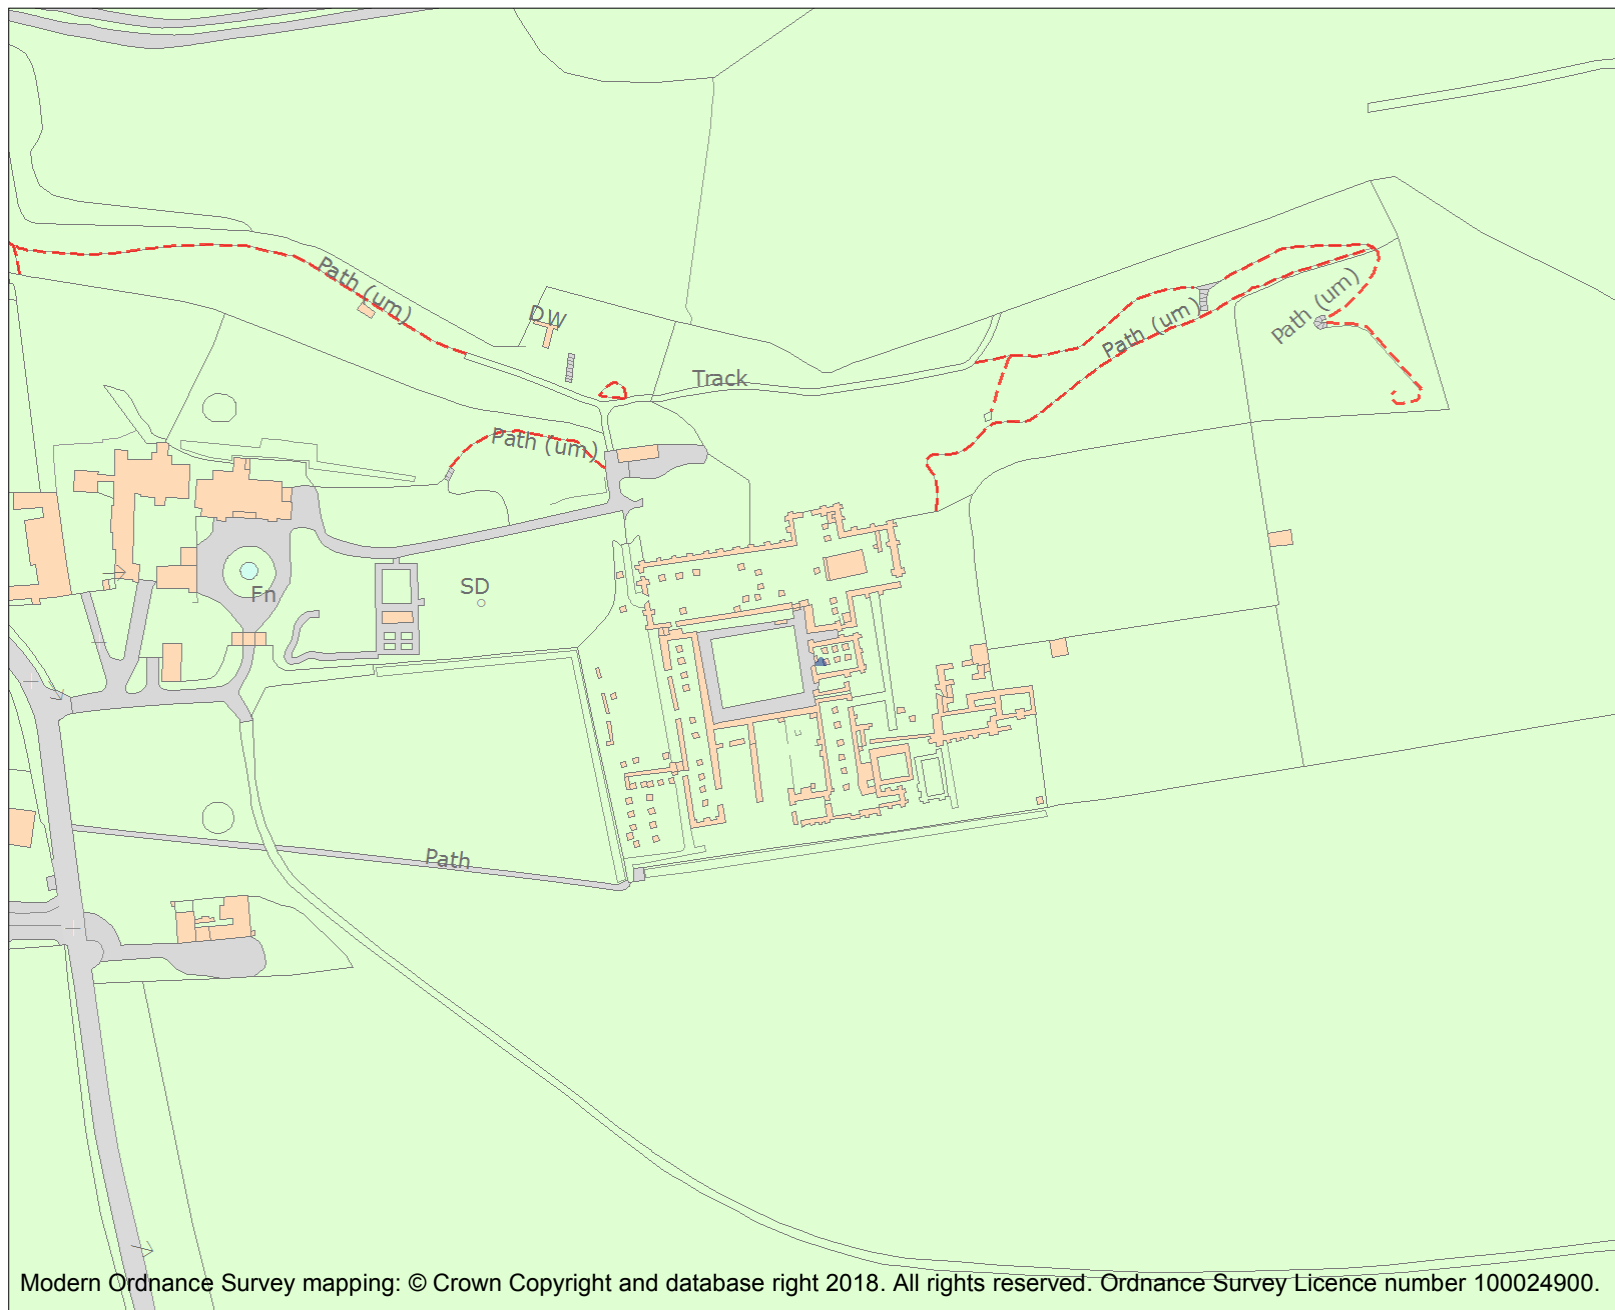 Path (um)
DW
Path (um)
Path (um)
Track
Path (um)
SD
Fn
Path
Modern Ordnance Survey mapping: © Crown Copyright and database right 2018. All rights reserved. Ordnance Survey Licence number 100024900.